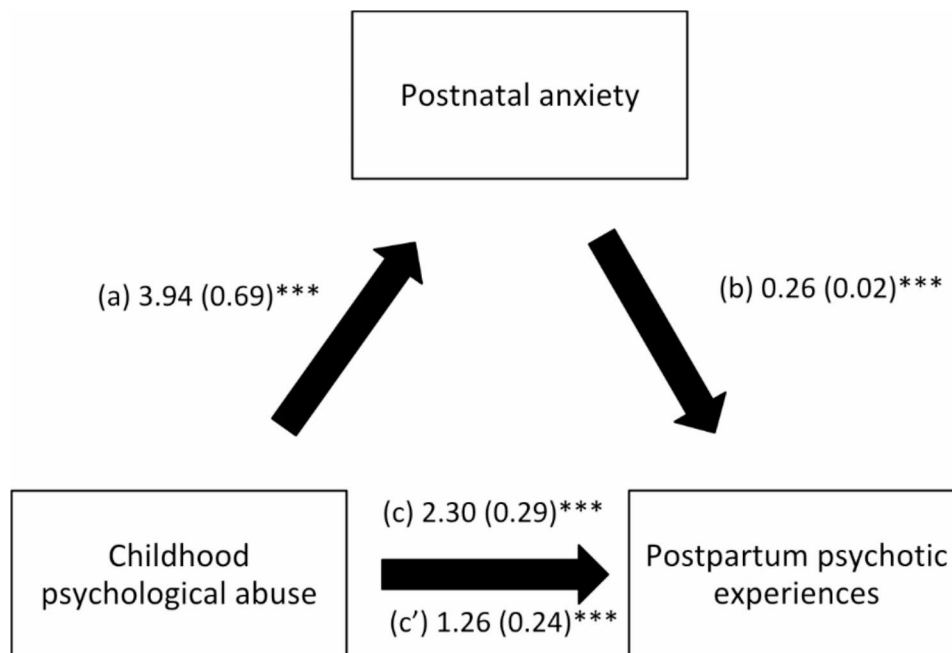 Postnatal anxiety
(a) 3.94 (0.69)***
(b) 0.26 (0.02)***
(c) 2.30 (0.29)***
Childhood
psychological abuse
Postpartum psychotic
experiences
(c’) 1.26 (0.24)***